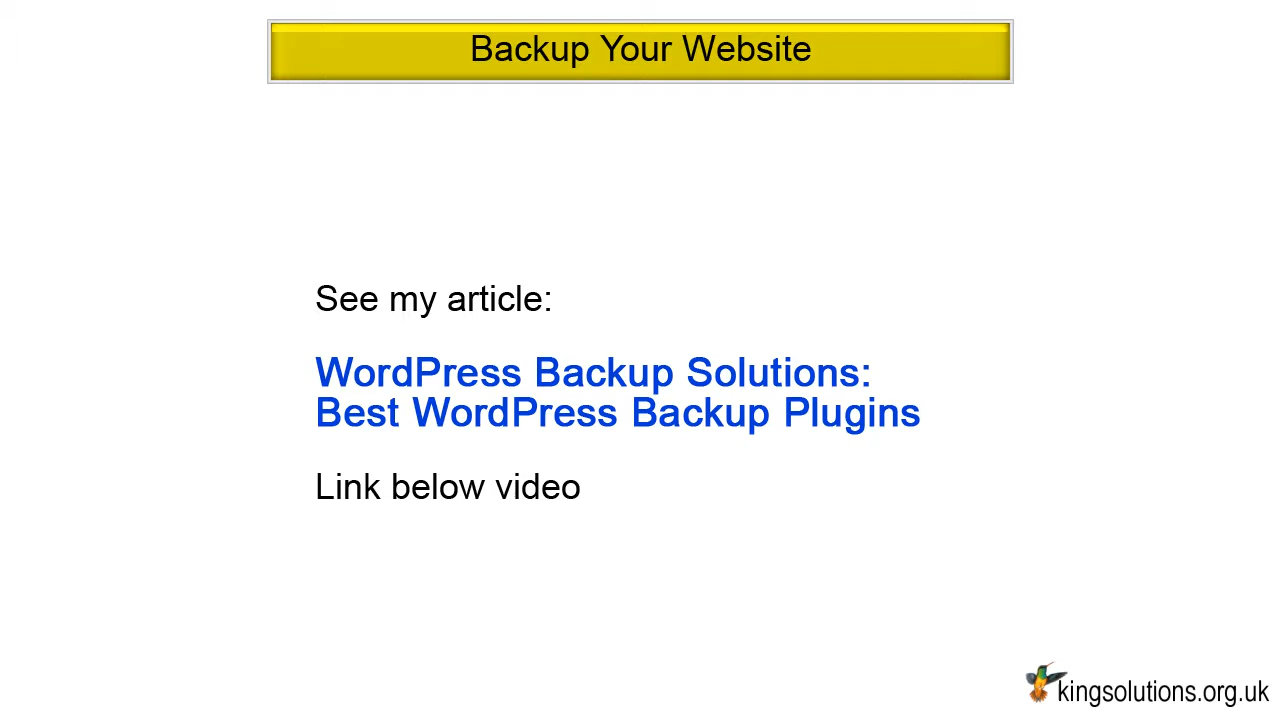 Backup Your Website
See my article:
WordPress Backup Solutions:
Best WordPress Backup Plugins
Link below video
kingsolutions.org.uk